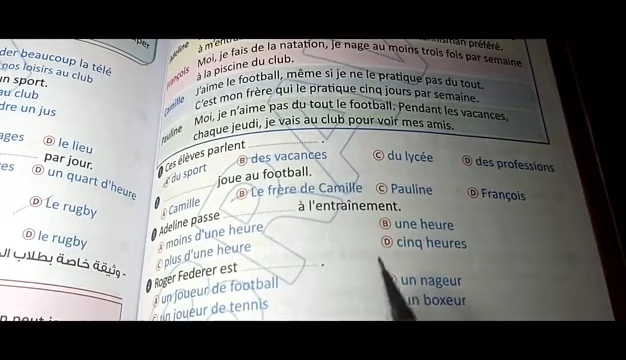 der beaucoup la télé
nos loisirs au club
un sport.
au club
dre un jus
ages Ⓓ le lieu
par jour.
res Ⓓ un quart d'heure
Ⓓ Le rugby
Ⓓ le rugby
وثيقة خاصة بطلاب
Adeline
à m'entr
préféré.
François
Moi, je fais de la natation, je nage au moins trois fois par semaine
à la piscine du club.
Camille
J'aime le football, même si je ne le pratique pas du tout.
C'est mon frère qui le pratique cinq jours par semaine.
Pauline
Moi, je n'aime pas du tout le football. Pendant les vacances,
chaque jeudi, je vais au club pour voir mes amis.
Ces élèves parlent .................... .
Ⓐ du sport Ⓑ des vacances Ⓒ du lycée Ⓓ des professions
.................... joue au football.
Ⓐ Camille Ⓑ Le frère de Camille Ⓒ Pauline Ⓓ François
Adeline passe .................... à l'entraînement.
Ⓐ moins d'une heure Ⓑ une heure
Ⓒ plus d'une heure Ⓓ cinq heures
Roger Federer est .................... .
Ⓐ un joueur de football un nageur
un joueur de tennis un boxeur